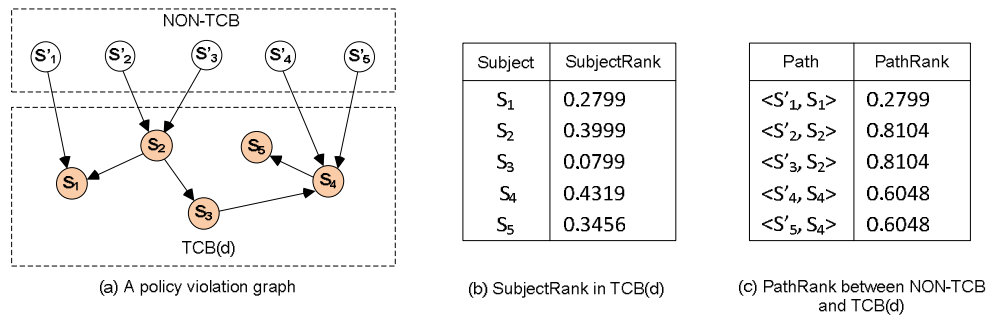 NON-TCB
S'1 S'2 S'3 S'4 S'5
S2 S5
S1 S4
S3
TCB(d)
(a) A policy violation graph
Subject SubjectRank
S1 0.2799
S2 0.3999
S3 0.0799
S4 0.4319
S5 0.3456
(b) SubjectRank in TCB(d)
Path PathRank
<S'1, S1> 0.2799
<S'2, S2> 0.8104
<S'3, S2> 0.8104
<S'4, S4> 0.6048
<S'5, S4> 0.6048
(c) PathRank between NON-TCB
and TCB(d)